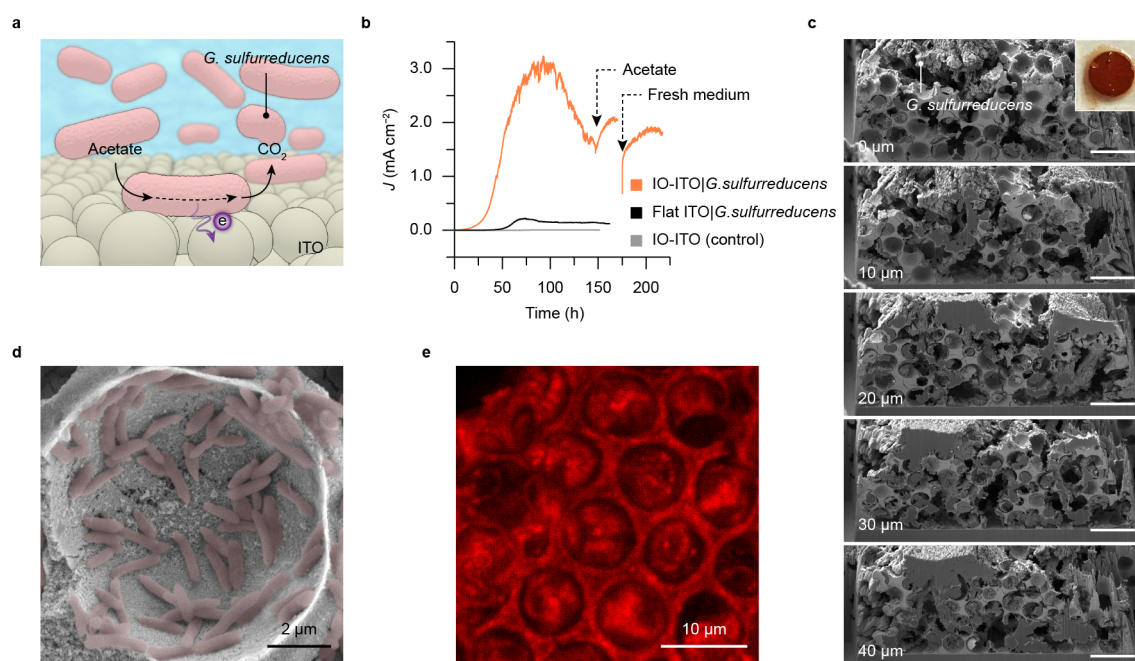 a
G. sulfurreducens
Acetate
CO2
e
ITO
b
J (mA cm−2)
3.0
2.0
1.0
0.0
0
50
100
150
200
Time (h)
Acetate
Fresh medium
IO-ITO|G.sulfurreducens
Flat ITO|G.sulfurreducens
IO-ITO (control)
c
G. sulfurreducens
0 µm
10 µm
20 µm
30 µm
40 µm
d
2 µm
e
10 µm